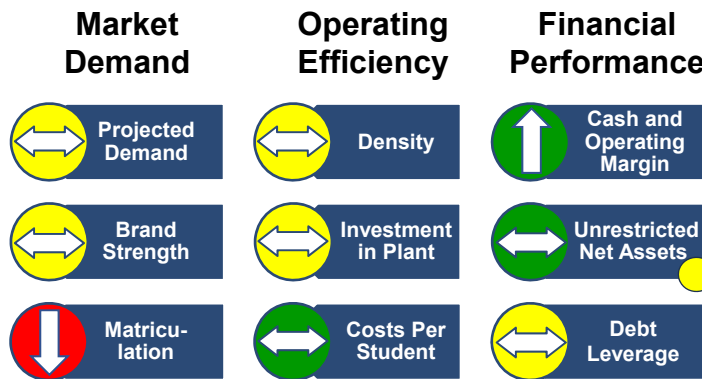 Market
Demand
Projected
Demand
Brand
Strength
Matricu-
lation
Operating
Efficiency
Density
Investment
in Plant
Costs Per
Student
Financial
Performance
Cash and
Operating
Margin
Unrestricted
Net Assets
Debt
Leverage